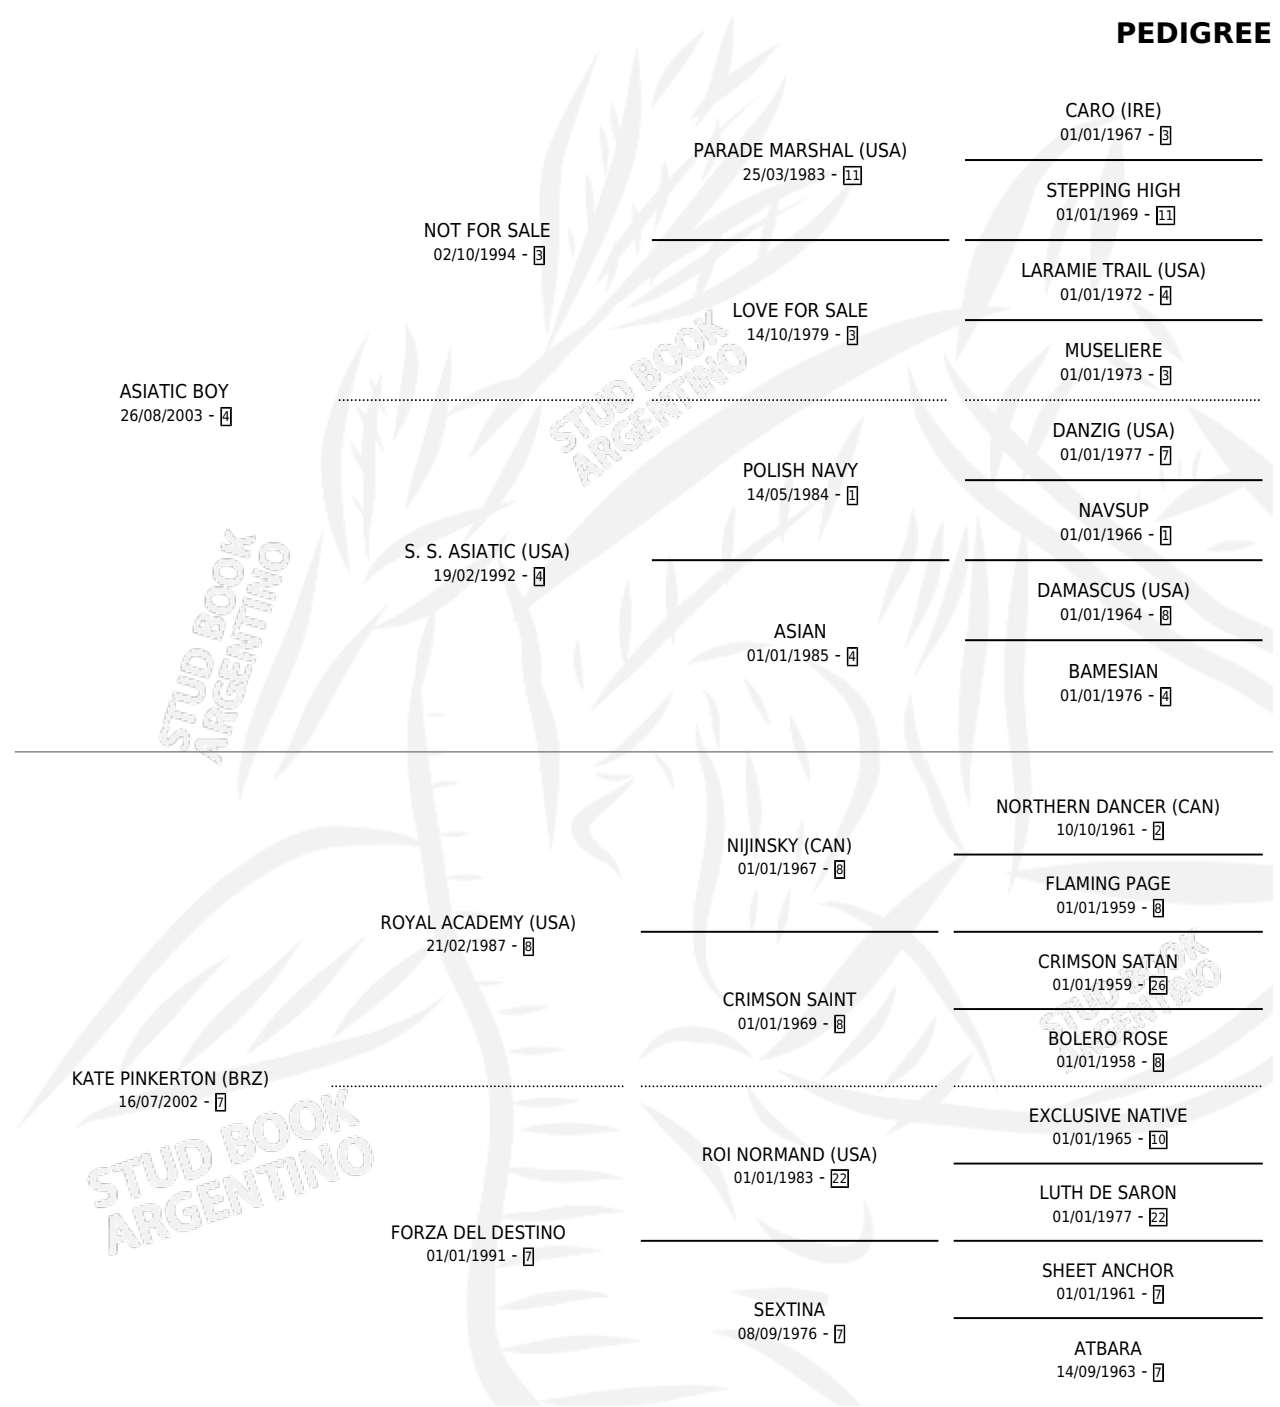 PEDIGREE
CARO (IRE)
01/01/1967 - 3
PARADE MARSHAL (USA)
25/03/1983 - 11
STEPPING HIGH
01/01/1969 - 11
NOT FOR SALE
02/10/1994 - 3
LARAMIE TRAIL (USA)
01/01/1972 - 4
LOVE FOR SALE
14/10/1979 - 3
MUSELIERE
01/01/1973 - 3
ASIATIC BOY
26/08/2003 - 4
DANZIG (USA)
01/01/1977 - 7
POLISH NAVY
14/05/1984 - 1
NAVSUP
01/01/1966 - 1
S. S. ASIATIC (USA)
19/02/1992 - 4
DAMASCUS (USA)
01/01/1964 - 8
ASIAN
01/01/1985 - 4
BAMESIAN
01/01/1976 - 4
NORTHERN DANCER (CAN)
10/10/1961 - 2
NIJINSKY (CAN)
01/01/1967 - 8
FLAMING PAGE
01/01/1959 - 8
ROYAL ACADEMY (USA)
21/02/1987 - 8
CRIMSON SATAN
01/01/1959 - 26
CRIMSON SAINT
01/01/1969 - 8
BOLERO ROSE
01/01/1958 - 8
KATE PINKERTON (BRZ)
16/07/2002 - 7
EXCLUSIVE NATIVE
01/01/1965 - 10
ROI NORMAND (USA)
01/01/1983 - 22
LUTH DE SARON
01/01/1977 - 22
FORZA DEL DESTINO
01/01/1991 - 7
SHEET ANCHOR
01/01/1961 - 7
SEXTINA
08/09/1976 - 7
ATBARA
14/09/1963 - 7
STUD BOOK
ARGENTINO
STUD BOOK
ARGENTINO
STUD BOOK
ARGENTINO
STUD BOOK
ARGENTINO